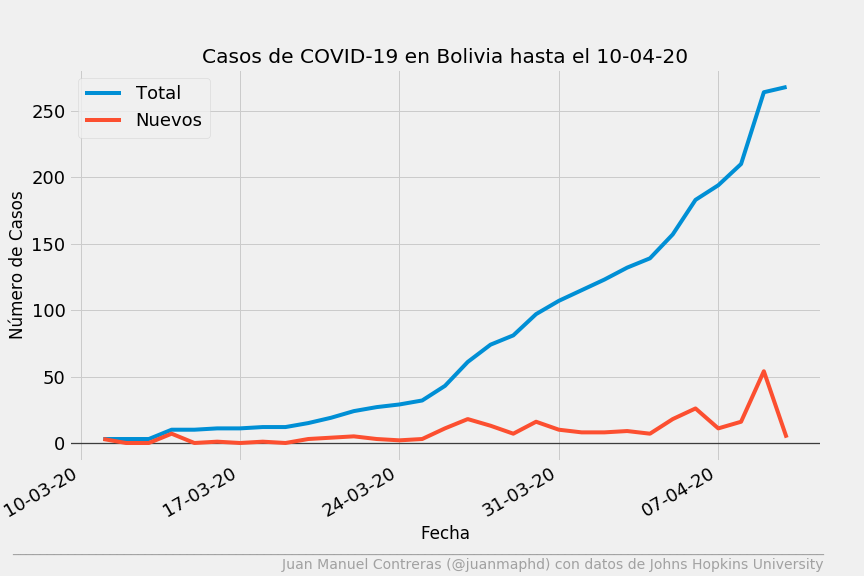 Casos de COVID-19 en Bolivia hasta el 10-04-20
Total
Nuevos
250
200
150
100
50
0
Número de Casos
10-03-20
17-03-20
24-03-20
31-03-20
07-04-20
Fecha
Juan Manuel Contreras (@juanmaphd) con datos de Johns Hopkins University